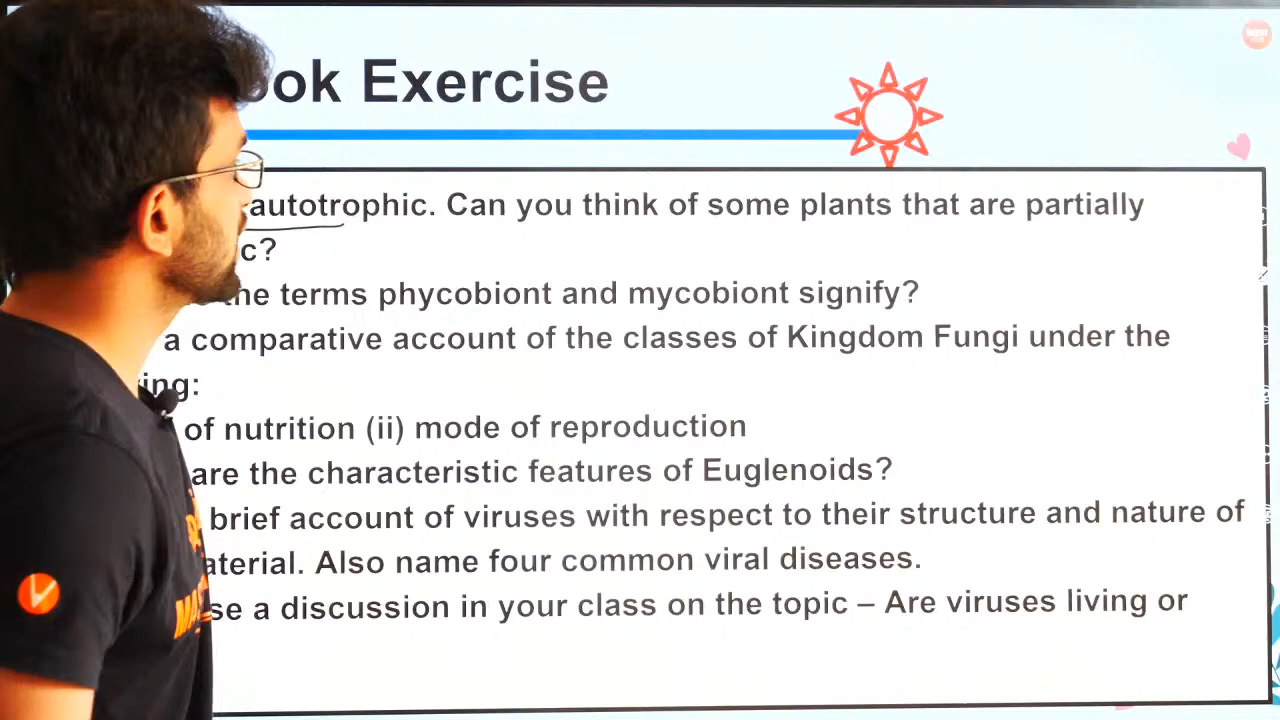 ok Exercise
autotrophic. Can you think of some plants that are partially
c?
the terms phycobiont and mycobiont signify?
a comparative account of the classes of Kingdom Fungi under the
ing:
of nutrition (ii) mode of reproduction
are the characteristic features of Euglenoids?
brief account of viruses with respect to their structure and nature of
aterial. Also name four common viral diseases.
se a discussion in your class on the topic – Are viruses living or